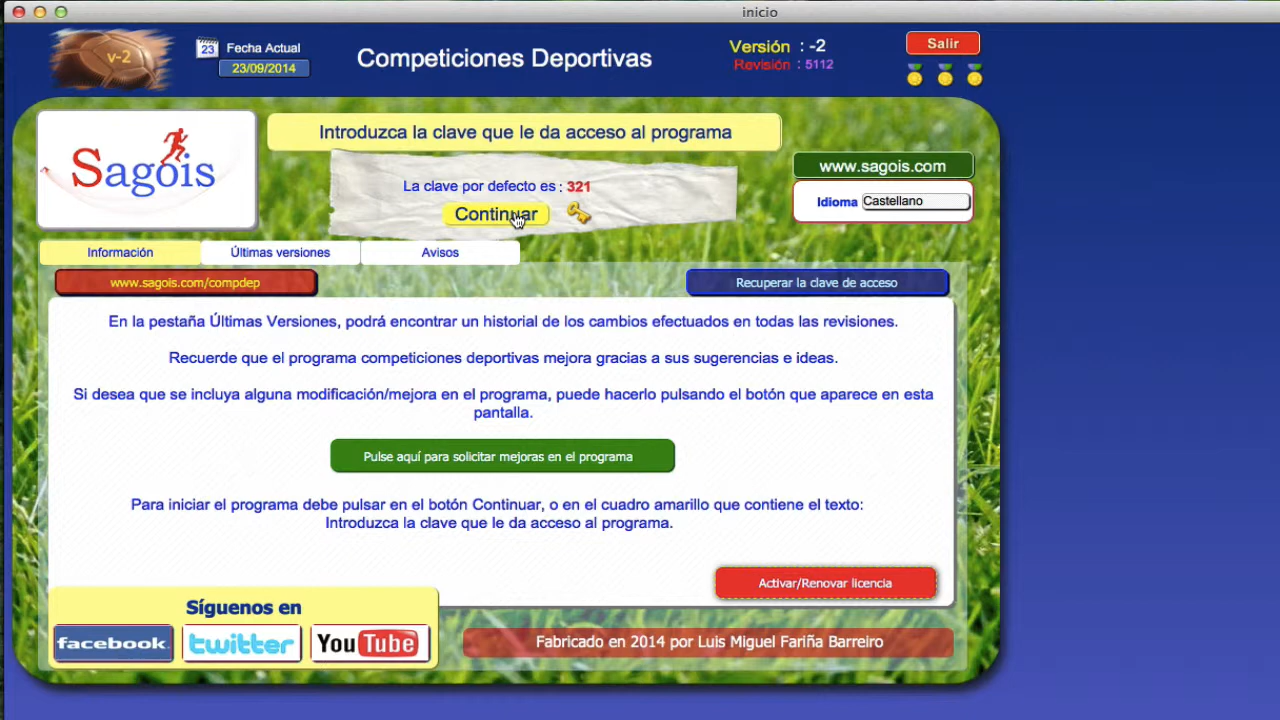 inicio
v-2
23
Fecha Actual
23/09/2014
Competiciones Deportivas
Versión : -2
Revisión : 5112
Salir
Sagois
Introduzca la clave que le da acceso al programa
La clave por defecto es : 321
Continuar
www.sagois.com
Idioma Castellano
Información
Últimas versiones
Avisos
www.sagois.com/compdep
Recuperar la clave de acceso
En la pestaña Últimas Versiones, podrá encontrar un historial de los cambios efectuados en todas las revisiones.
Recuerde que el programa competiciones deportivas mejora gracias a sus sugerencias e ideas.
Si desea que se incluya alguna modificación/mejora en el programa, puede hacerlo pulsando el botón que aparece en esta
pantalla.
Pulse aquí para solicitar mejoras en el programa
Para iniciar el programa debe pulsar en el botón Continuar, o en el cuadro amarillo que contiene el texto:
Introduzca la clave que le da acceso al programa.
Activar/Renovar licencia
Síguenos en
facebook.
twitter
YouTube
Fabricado en 2014 por Luis Miguel Fariña Barreiro